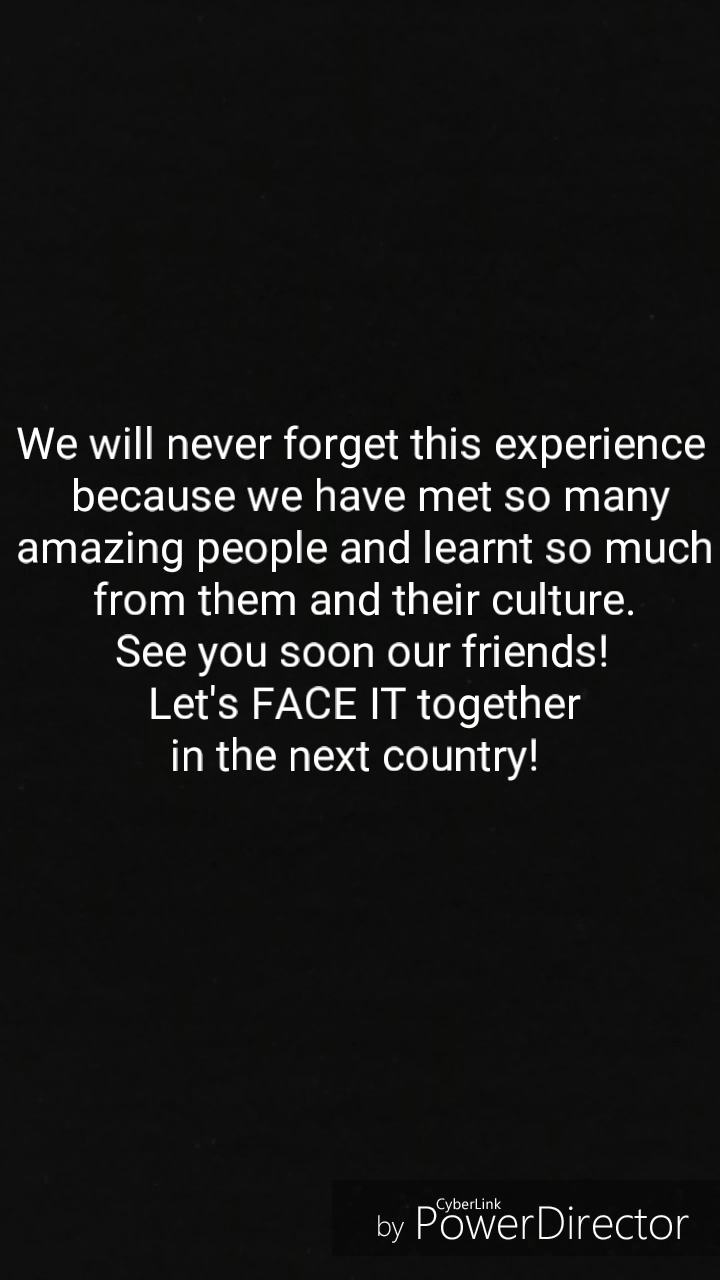 We will never forget this experience
because we have met so many
amazing people and learnt so much
from them and their culture.
See you soon our friends!
Let's FACE IT together
in the next country!
CyberLink
by PowerDirector